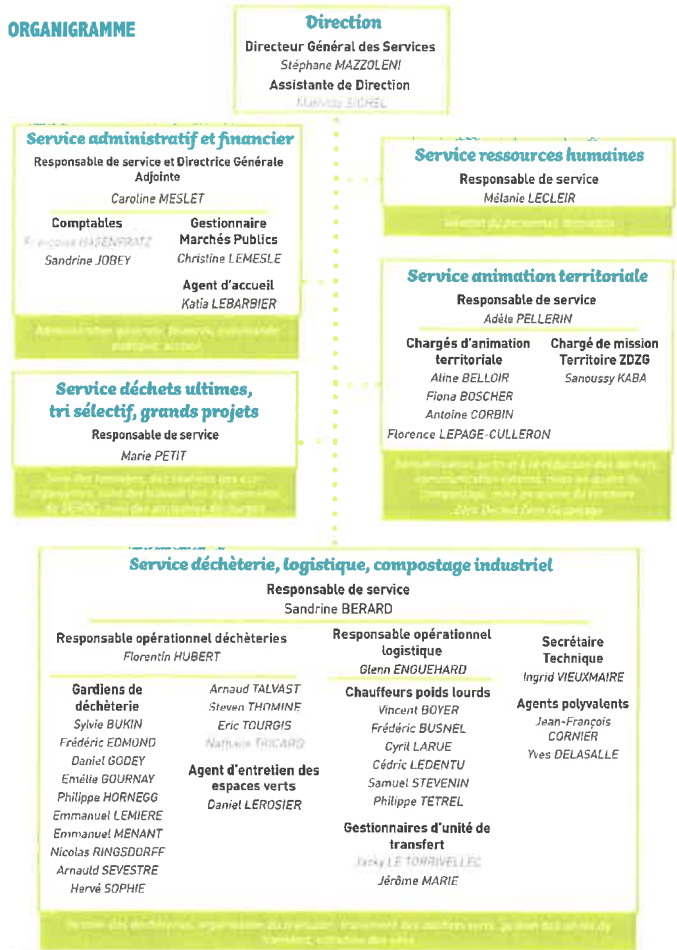 ORGANIGRAMME
Direction
Directeur Général des Services
Stéphane MAZZOLENI
Assistante de Direction
Service administratif et financier
Responsable de service et Directrice Générale
Adjointe
Caroline MESLET
Comptables
Sandrine JOBEY
Gestionnaire
Marchés Publics
Christine LEMESLE
Agent d'accueil
Katia LEBARBIER
Service ressources humaines
Responsable de service
Mélanie LECLEIR
Service animation territoriale
Responsable de service
Adèle PELLERIN
Chargés d'animation
territoriale
Aline BELLOIR
Fiona BOSCHER
Antoine CORBIN
Florence LEPAGE-CULLERON
Chargé de mission
Territoire ZDZG
Sanoussy KABA
Service déchets ultimes,
tri sélectif, grands projets
Responsable de service
Marie PETIT
Service déchèterie, logistique, compostage industriel
Responsable de service
Sandrine BERARD
Responsable opérationnel déchèteries
Florentin HUBERT
Gardiens de
déchèterie
Sylvie BUKIN
Frédéric EDMOND
Daniel GODEY
Emélie GOURNAY
Philippe HORNEGG
Emmanuel LEMIERE
Emmanuel MENANT
Nicolas RINGSDORFF
Arnauld SEVESTRE
Hervé SOPHIE
Arnaud TALVAST
Steven THOMINE
Eric TOURGIS
Agent d'entretien des
espaces verts
Daniel LEROSIER
Responsable opérationnel
logistique
Glenn ENGUEHARD
Chauffeurs poids lourds
Vincent BOYER
Frédéric BUSNEL
Cyril LARUE
Cédric LEDENTU
Samuel STEVENIN
Philippe TETREL
Gestionnaires d'unité de
transfert
Jérôme MARIE
Secrétaire
Technique
Ingrid VIEUXMAIRE
Agents polyvalents
Jean-François
CORNIER
Yves DELASALLE